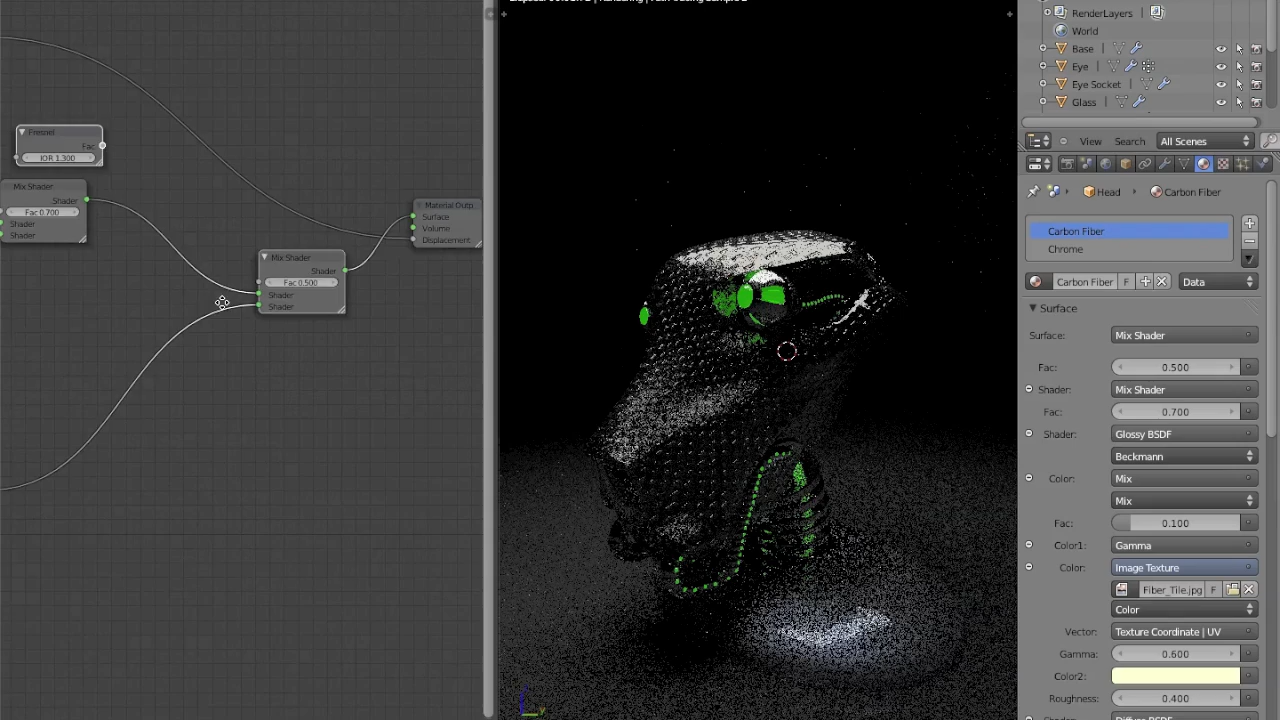 Fresnel
Fac
IOR 1.300
Mix Shader
Shader
Fac 0.700
Shader
Shader
Mix Shader
Shader
Fac 0.500
Shader
Shader
Material Outp
Surface
Volume
Displacement
RenderLayers |
World
Base |
Eye |
Eye Socket |
Glass |
View Search All Scenes
Head Carbon Fiber
Carbon Fiber
Chrome
Carbon Fiber F Data
Surface
Surface: Mix Shader
Fac: 0.500
Shader: Mix Shader
Fac: 0.700
Shader: Glossy BSDF
Beckmann
Color: Mix
Mix
Fac: 0.100
Color1: Gamma
Color: Image Texture
Fiber_Tile.jpg F
Color
Vector: Texture Coordinate | UV
Gamma: 0.600
Color2:
Roughness: 0.400